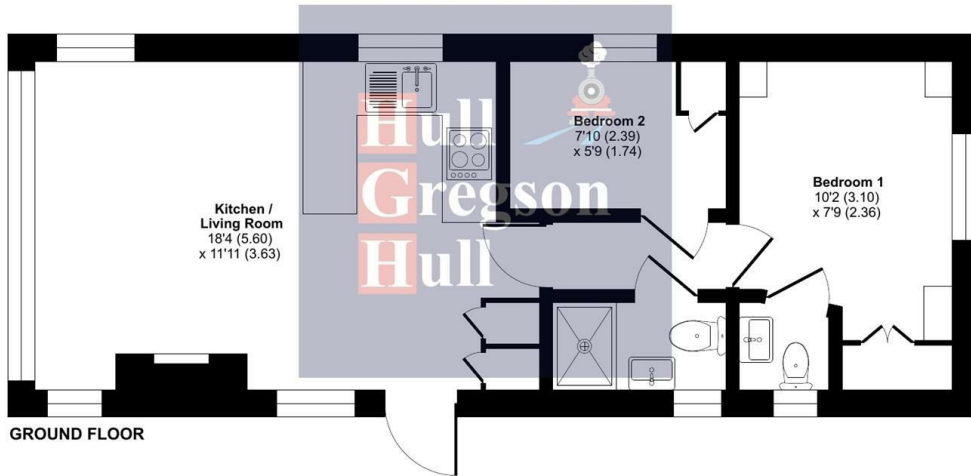 Hull
Gregson
Hull
Kitchen /
Living Room
18'4 (5.60)
x 11'11 (3.63)
Bedroom 2
7'10 (2.39)
x 5'9 (1.74)
Bedroom 1
10'2 (3.10)
x 7'9 (2.36)
GROUND FLOOR